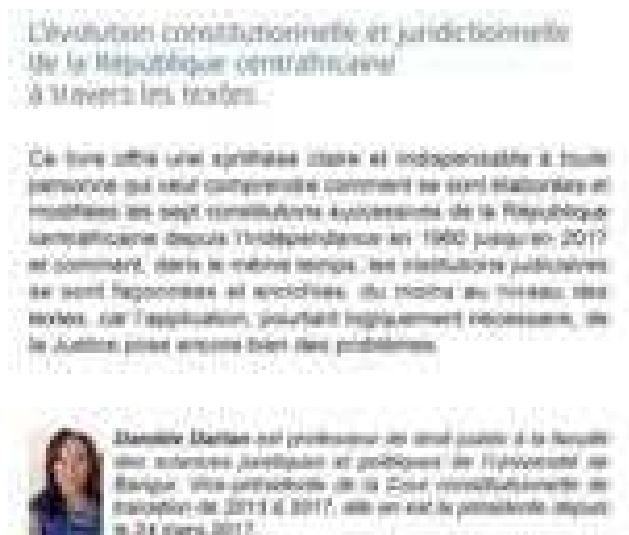 L'évolution constitutionnelle et juridictionnelle
de la République centrafricaine
à travers les textes
Ce livre offre une synthèse claire et indispensable à toute
personne qui veut comprendre comment se sont élaborées et
modifiées les sept constitutions successives de la République
centrafricaine depuis l'indépendance en 1960 jusqu'en 2017
et comment, dans le même temps, les institutions judiciaires
se sont façonnées et enrichies, du moins au niveau des
textes, car l'application, pourtant logiquement nécessaire, de
la Justice pose encore bien des problèmes.
Danièle Darlan est professeur de droit public à la faculté
des sciences juridiques et politiques de l'Université de
Bangui. Vice-présidente de la Cour constitutionnelle de
transition de 2013 à 2017, elle en est la présidente depuis
le 24 mars 2017.